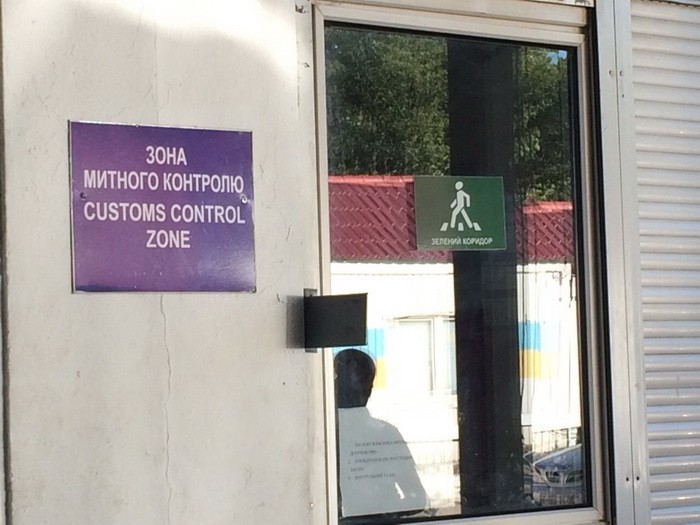 ЗОНА
МИТНОГО КОНТРОЛЮ
CUSTOMS CONTROL
ZONE
ЗЕЛЕНИЙ КОРИДОР